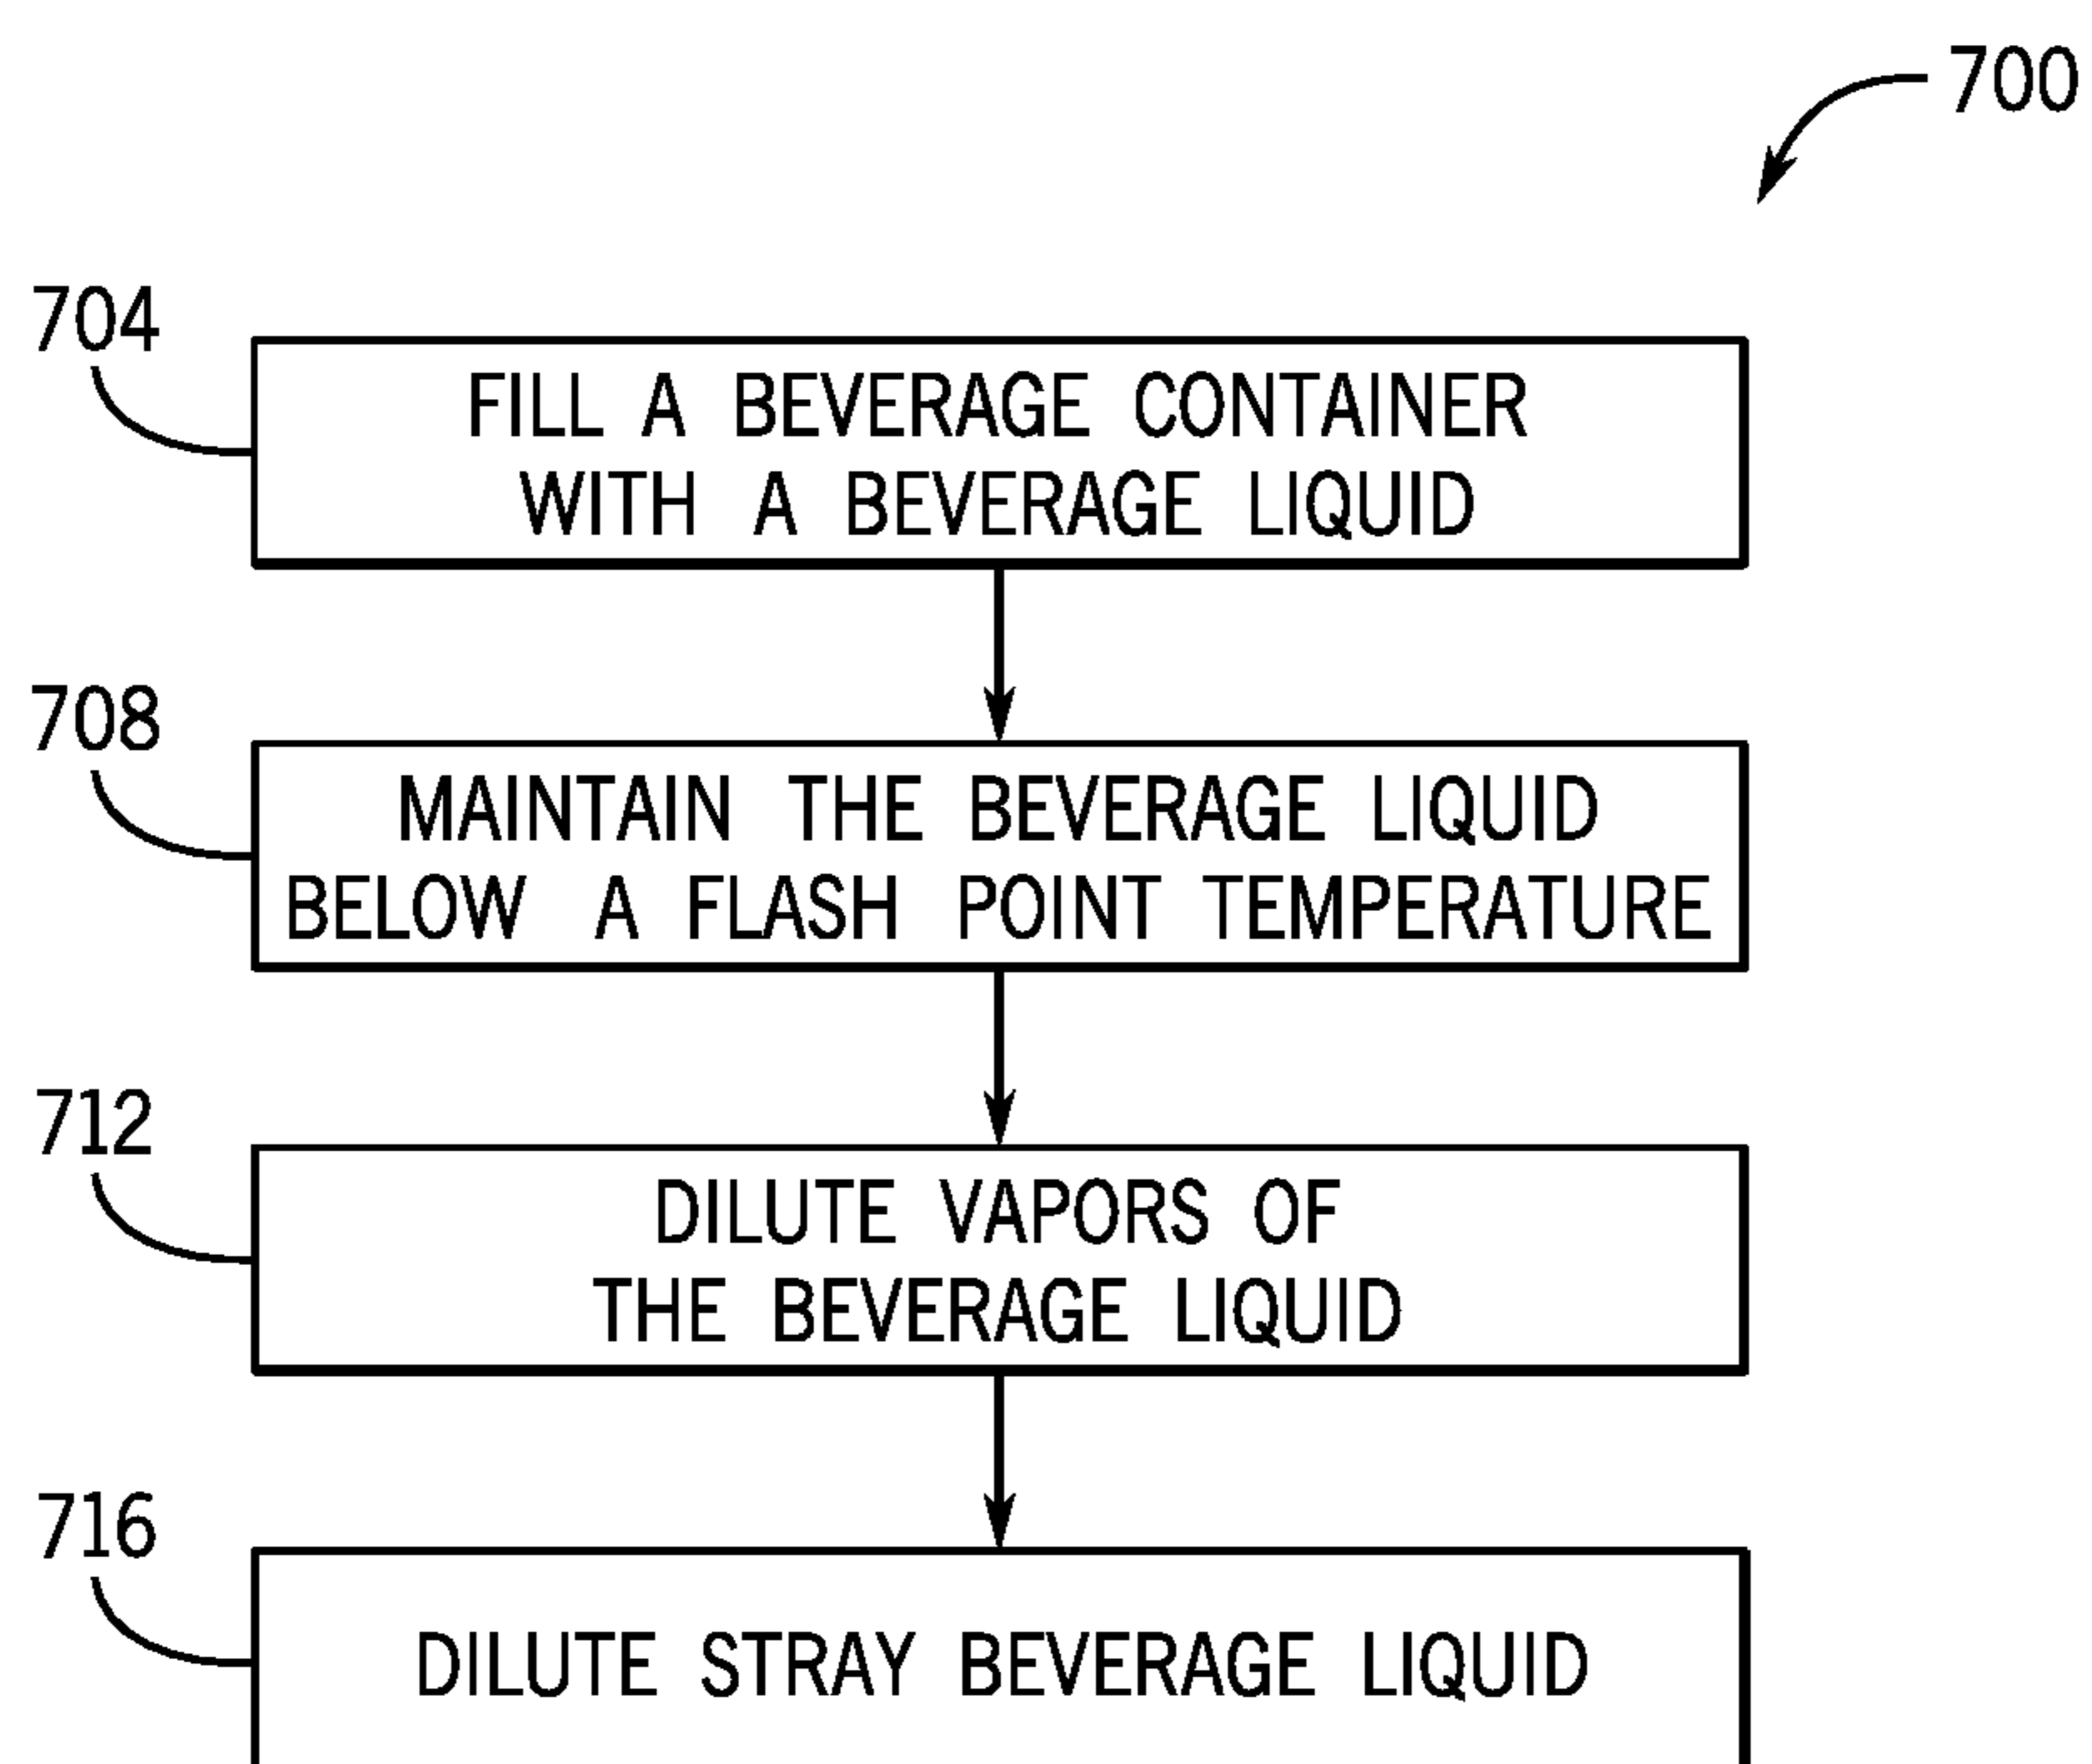 700
704
FILL A BEVERAGE CONTAINER
WITH A BEVERAGE LIQUID
708
MAINTAIN THE BEVERAGE LIQUID
BELOW A FLASH POINT TEMPERATURE
712
DILUTE VAPORS OF
THE BEVERAGE LIQUID
716
DILUTE STRAY BEVERAGE LIQUID